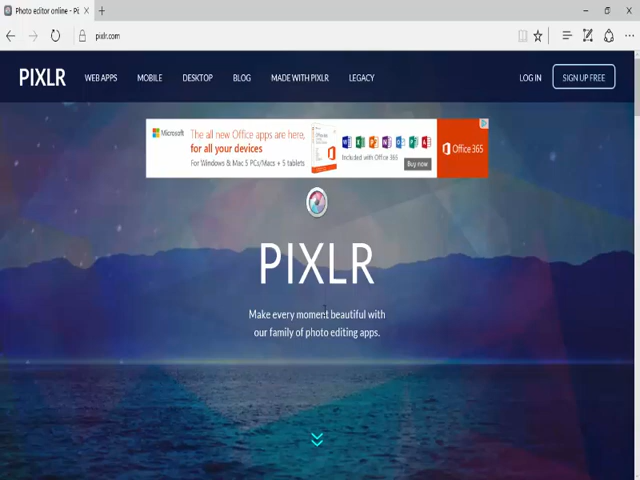 Photo editor online - Pi
pixlr.com
PIXLR WEB APPS MOBILE DESKTOP BLOG MADE WITH PIXLR LEGACY LOG IN SIGN UP FREE
Microsoft
The all new Office apps are here,
for all your devices
For Windows & Mac 5 PCs/Macs + 5 tablets
Included with Office 365
Buy now
Office 365
PIXLR
Make every moment beautiful with
our family of photo editing apps.